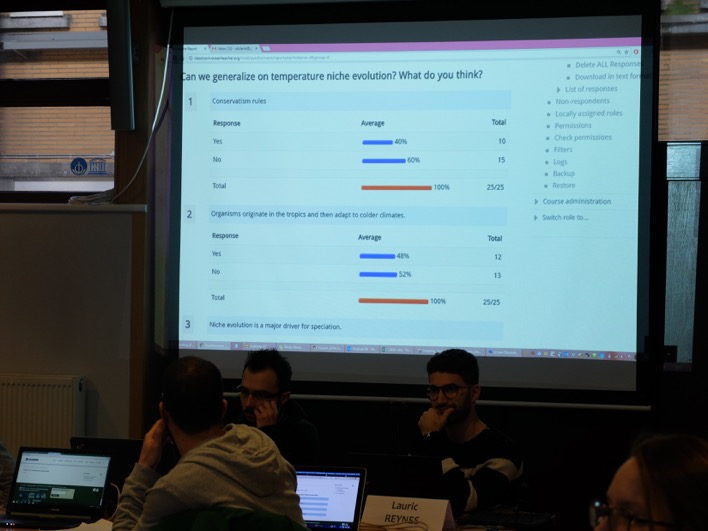 Can we generalize on temperature niche evolution? What do you think?
1 Conservatism rules
Response Average Total
Yes 40% 10
No 60% 15
Total 100% 25/25
2 Organisms originate in the tropics and then adapt to colder climates.
Response Average Total
Yes 48% 12
No 52% 13
Total 100% 25/25
3 Niche evolution is a major driver for speciation.
Delete ALL Responses
Download in text format
List of responses
Non-respondents
Locally assigned roles
Permissions
Check permissions
Filters
Logs
Backup
Restore
Course administration
Switch role to...
Lauric
REYNES